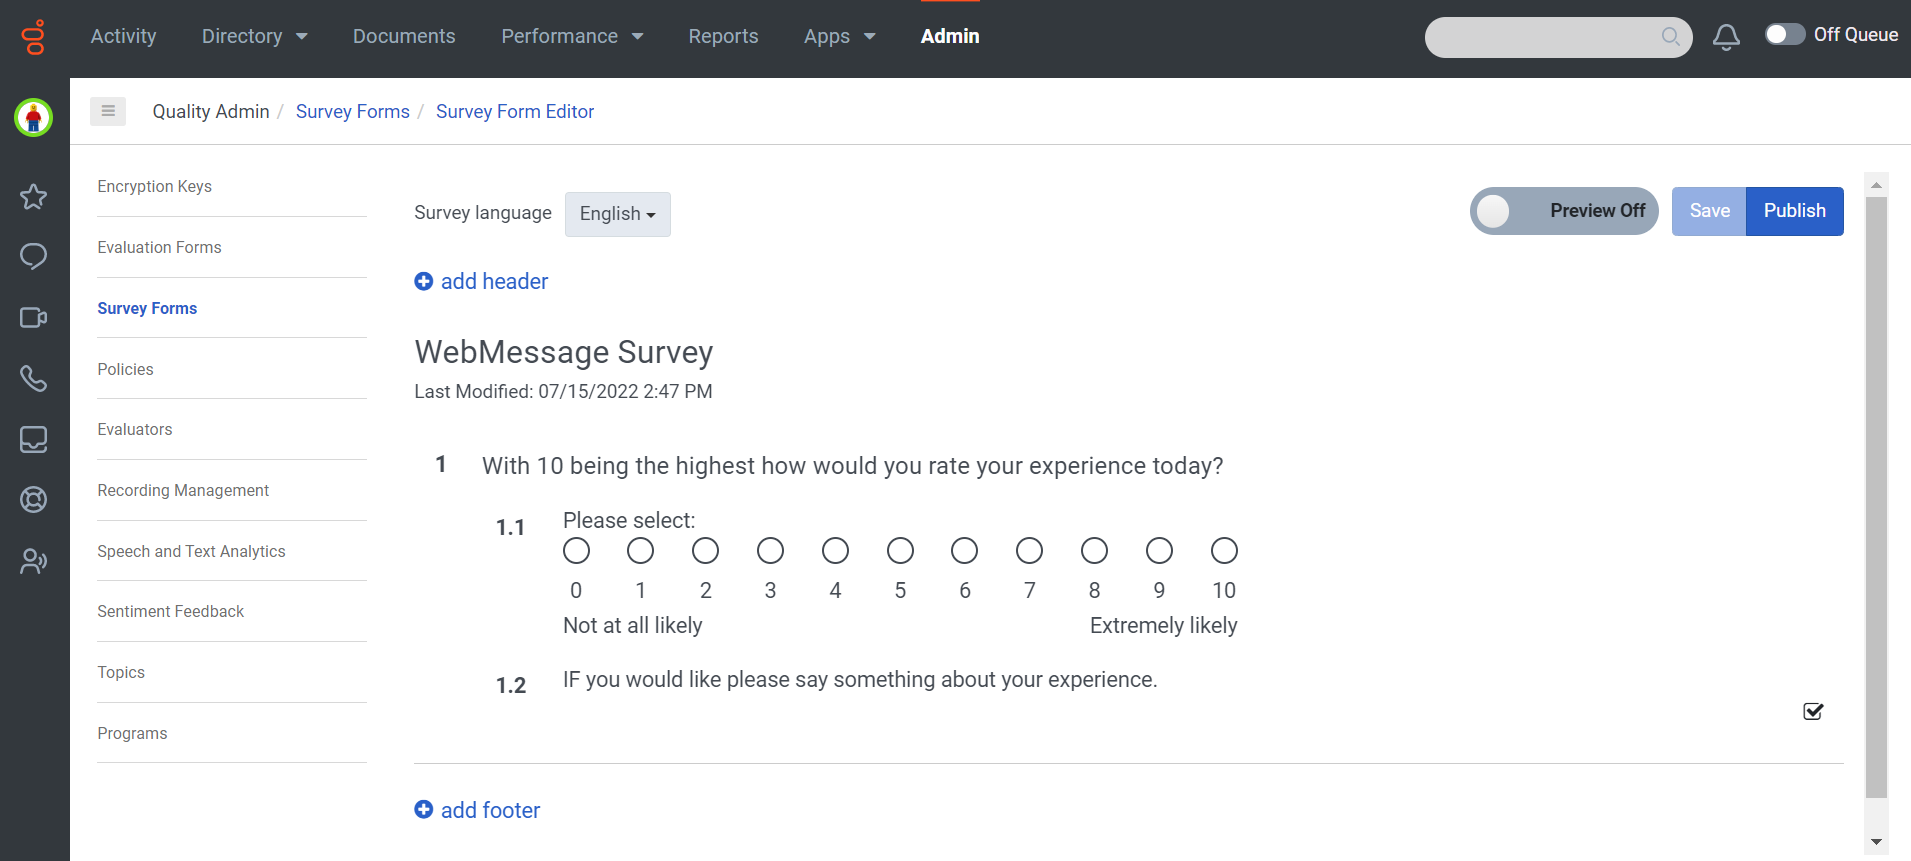 Activity Directory Documents Performance Reports Apps Admin Off Queue
Quality Admin / Survey Forms / Survey Form Editor
Encryption Keys
Evaluation Forms
Survey Forms
Policies
Evaluators
Recording Management
Speech and Text Analytics
Sentiment Feedback
Topics
Programs
Survey language English Preview Off Save Publish
add header
WebMessage Survey
Last Modified: 07/15/2022 2:47 PM
1 With 10 being the highest how would you rate your experience today?
1.1 Please select:
0 1 2 3 4 5 6 7 8 9 10
Not at all likely Extremely likely
1.2 IF you would like please say something about your experience.
add footer